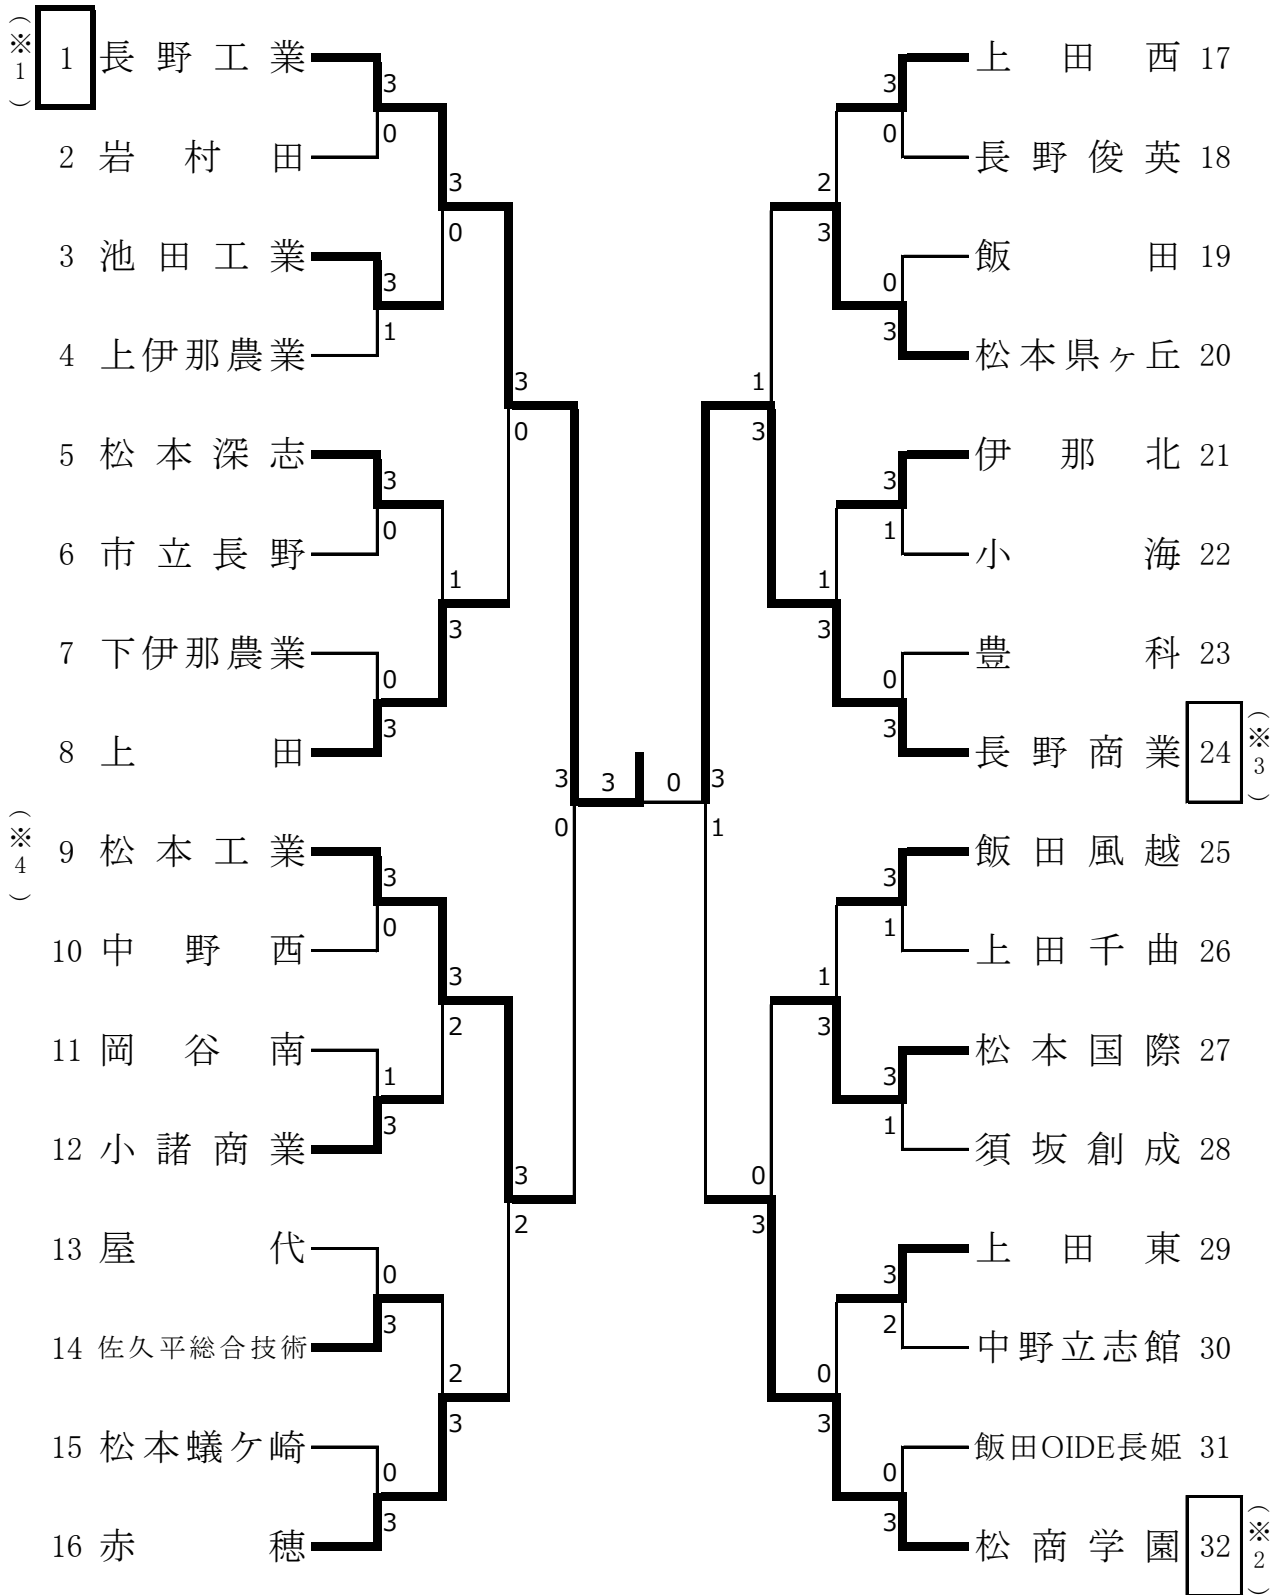 (※1) 1 長野工業
3
0
2 岩村田
3
0
3 池田工業
3
1
4 上伊那農業
3
0
5 松本深志
3
0
6 市立長野
1
3
7 下伊那農業
0
3
8 上田
3
0
(※4) 9 松本工業
3
0
10 中野西
3
2
11 岡谷南
1
3
12 小諸商業
3
2
13 屋代
0
3
14 佐久平総合技術
2
3
15 松本蟻ケ崎
0
3
16 赤穂
3 0
上田西 17
3
0
長野俊英 18
2
3
飯田 19
0
3
松本県ヶ丘 20
1
3
伊那北 21
3
1
小海 22
1
3
豊科 23
0
3
長野商業 24 (※3)
3
1
飯田風越 25
3
1
上田千曲 26
1
3
松本国際 27
3
1
須坂創成 28
0
3
上田東 29
3
2
中野立志館 30
0
3
飯田OIDE長姫 31
0
3
松商学園 32 (※2)